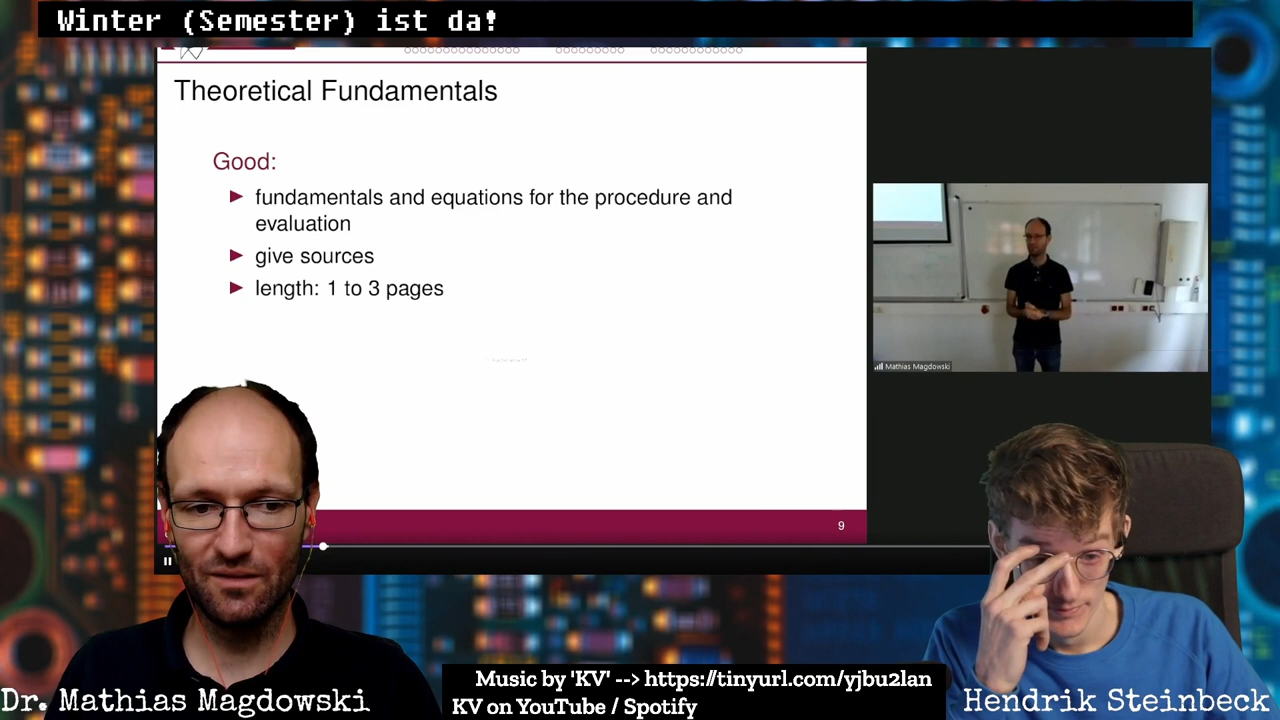 Winter (Semester) ist da!
Theoretical Fundamentals
Good:
fundamentals and equations for the procedure and
evaluation
give sources
length: 1 to 3 pages
Mathias Magdowski
9
Dr. Mathias Magdowski
Music by 'KV' --> https://tinyurl.com/yjbu2lan
KV on YouTube / Spotify
Hendrik Steinbeck